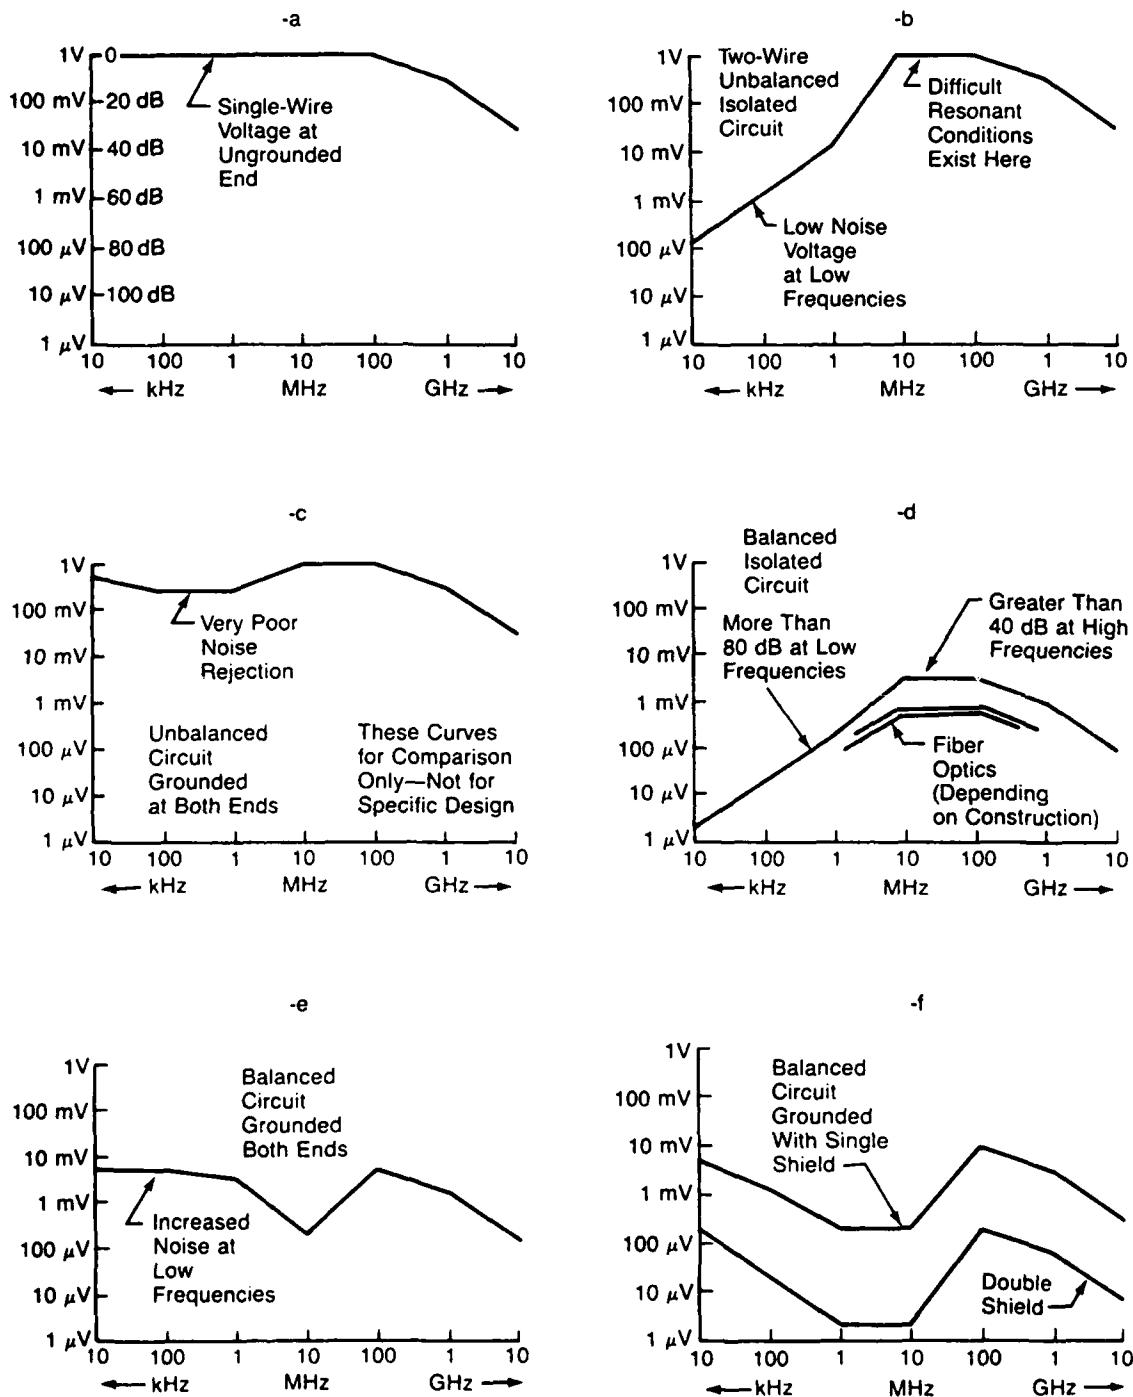 -a
1V
0
100 mV
20 dB
10 mV
40 dB
1 mV
60 dB
100 μV
80 dB
10 μV
100 dB
1 μV
Single-Wire
Voltage at
Ungrounded
End
10 100 1 10 100 1 10
← kHz MHz GHz →
-b
1V
100 mV
10 mV
1 mV
100 μV
10 μV
1 μV
Two-Wire
Unbalanced
Isolated
Circuit
Difficult
Resonant
Conditions
Exist Here
Low Noise
Voltage
at Low
Frequencies
10 100 1 10 100 1 10
← kHz MHz GHz →
-c
1V
100 mV
10 mV
1 mV
100 μV
10 μV
1 μV
Very Poor
Noise
Rejection
Unbalanced
Circuit
Grounded
at Both Ends
These Curves
for Comparison
Only—Not for
Specific Design
10 100 1 10 100 1 10
← kHz MHz GHz →
-d
1V
100 mV
10 mV
1 mV
100 μV
10 μV
1 μV
Balanced
Isolated
Circuit
More Than
80 dB at Low
Frequencies
Greater Than
40 dB at High
Frequencies
Fiber
Optics
(Depending
on Construction)
10 100 1 10 100 1 10
← kHz MHz GHz →
-e
1V
100 mV
10 mV
1 mV
100 μV
10 μV
1 μV
Balanced
Circuit
Grounded
Both Ends
Increased
Noise at
Low
Frequencies
10 100 1 10 100 1 10
← kHz MHz GHz →
-f
1V
100 mV
10 mV
1 mV
100 μV
10 μV
1 μV
Balanced
Circuit
Grounded
With Single
Shield
Double
Shield
10 100 1 10 100 1 10
← kHz MHz GHz →